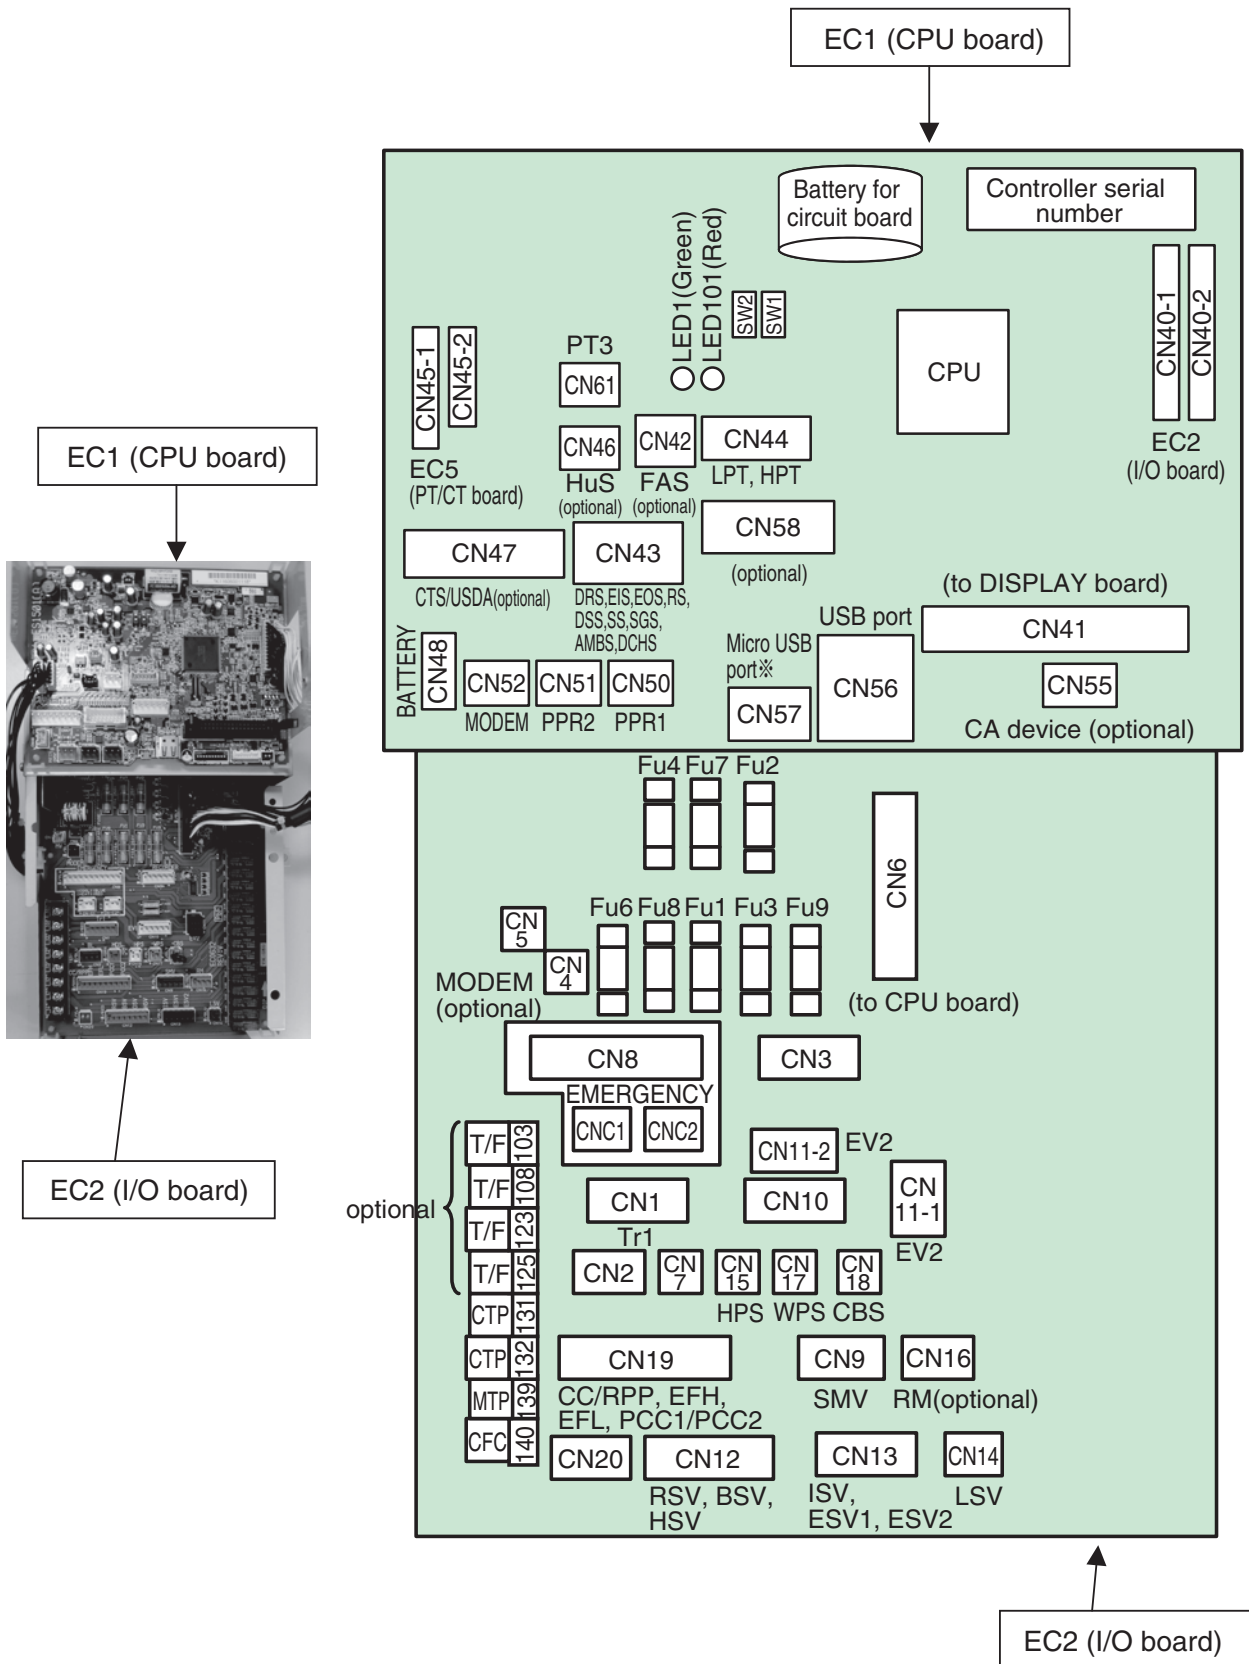 EC1 (CPU board)
Battery for
circuit board
Controller serial
number
LED1(Green)
LED101(Red)
SW2
SW1
CN40-1
CN40-2
EC2
(I/O board)
CPU
CN45-1
CN45-2
EC5
(PT/CT board)
PT3
CN61
CN46
HuS
(optional)
CN42
FAS
(optional)
CN44
LPT, HPT
CN58
(optional)
CN47
CTS/USDA(optional)
CN43
DRS,EIS,EOS,RS,
DSS,SS,SGS,
AMBS,DCHS
(to DISPLAY board)
CN41
USB port
CN56
Micro USB
port※
CN57
CN55
CA device (optional)
BATTERY
CN48
CN52
MODEM
CN51
PPR2
CN50
PPR1
EC1 (CPU board)
EC2 (I/O board)
Fu4
Fu7
Fu2
CN6
(to CPU board)
Fu6
Fu8
Fu1
Fu3
Fu9
CN
5
CN
4
MODEM
(optional)
CN8
EMERGENCY
CNC1
CNC2
CN3
CN11-2
EV2
CN
11-1
EV2
optional
T/F 103
T/F 108
T/F 123
T/F 125
CTP 131
CTP 132
MTP 139
CFC 140
CN1
Tr1
CN10
CN2
CN
7
CN
15
HPS
CN
17
WPS
CN
18
CBS
CN19
CC/RPP, EFH,
EFL, PCC1/PCC2
CN9
SMV
CN16
RM(optional)
CN20
CN12
RSV, BSV,
HSV
CN13
ISV,
ESV1, ESV2
CN14
LSV
EC2 (I/O board)